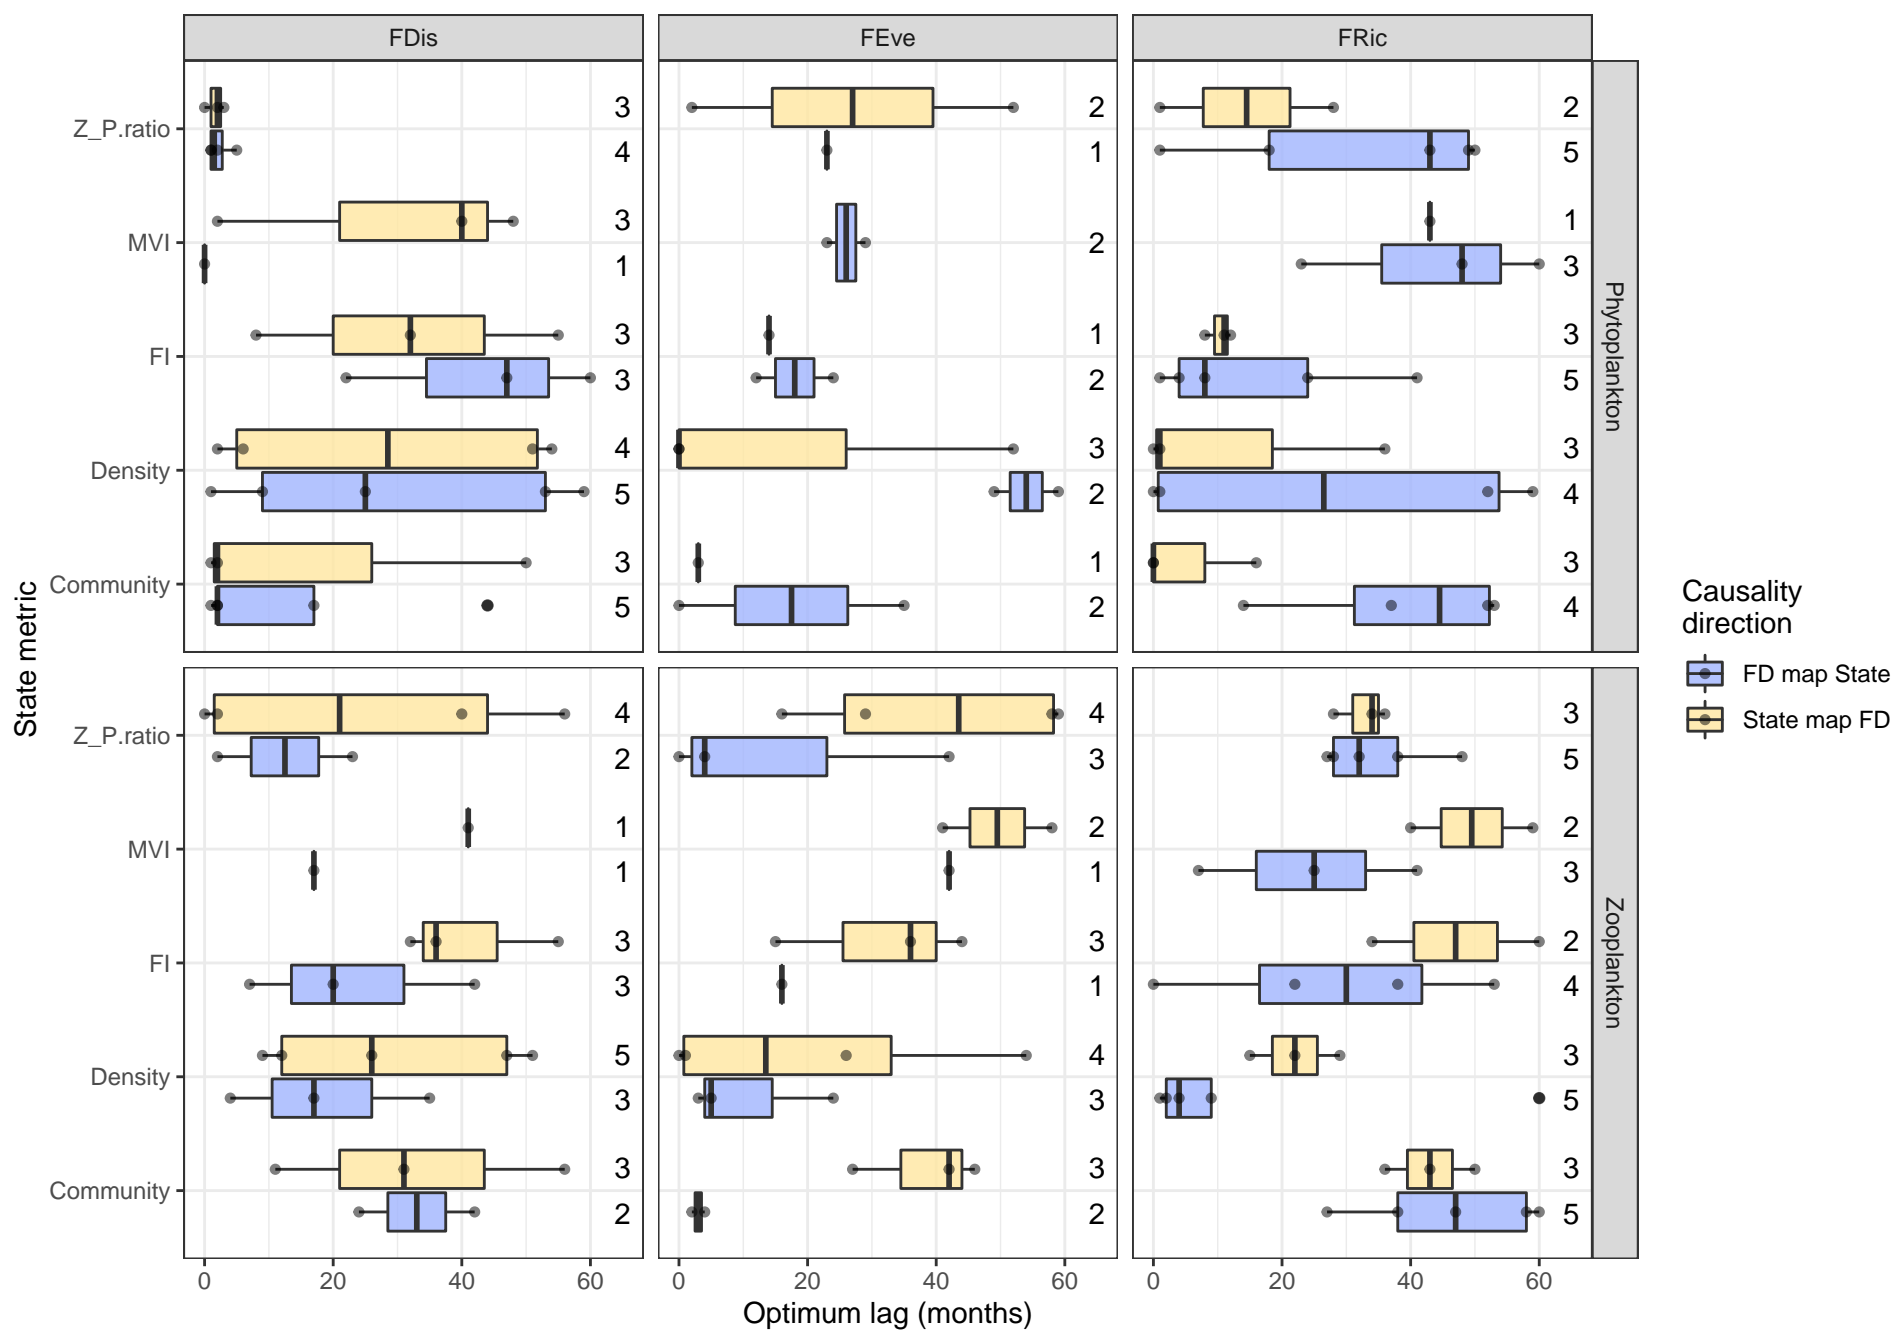 FDis FEve FRic
Z_P.ratio 3 2 2
4 1 5
MVI 3 2 1
1 3
FI 3 1 3
3 2 5
Density 4 3 3
5 2 4
Community 3 1 3
5 2 4
Phytoplankton
Z_P.ratio 4 4 3
2 3 5
MVI 1 2 2
1 1 3
FI 3 3 2
3 1 4
Density 5 4 3
3 3 5
Community 3 3 3
2 2 5
Zooplankton
0 20 40 60 0 20 40 60 0 20 40 60
Optimum lag (months)
State metric
Causality
direction
FD map State
State map FD